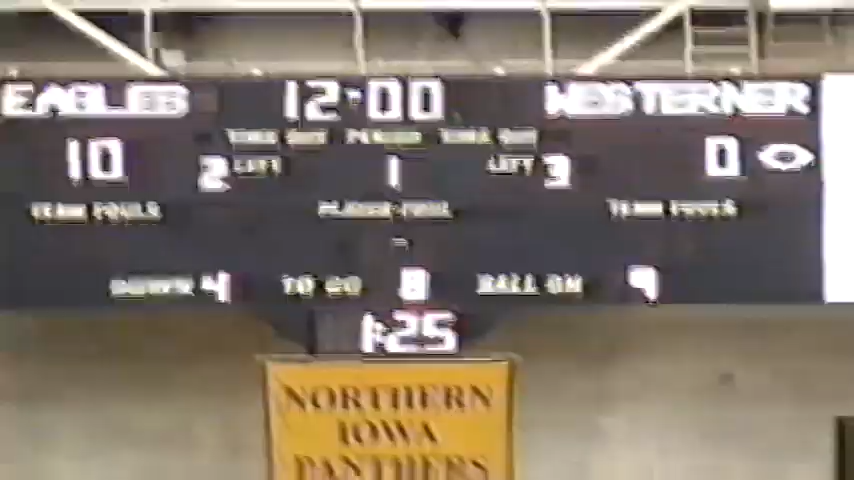 EAGLES 12:00 WESTERNER
TIME OUT PERIOD TIME OUT
10 2 LEFT 1 LEFT 3 0
TEAM FOULS PLAYER-FOUL TEAM FOULS
DOWN 4 TO GO 8 BALL ON 9
1:25
NORTHERN
IOWA
PANTHERS